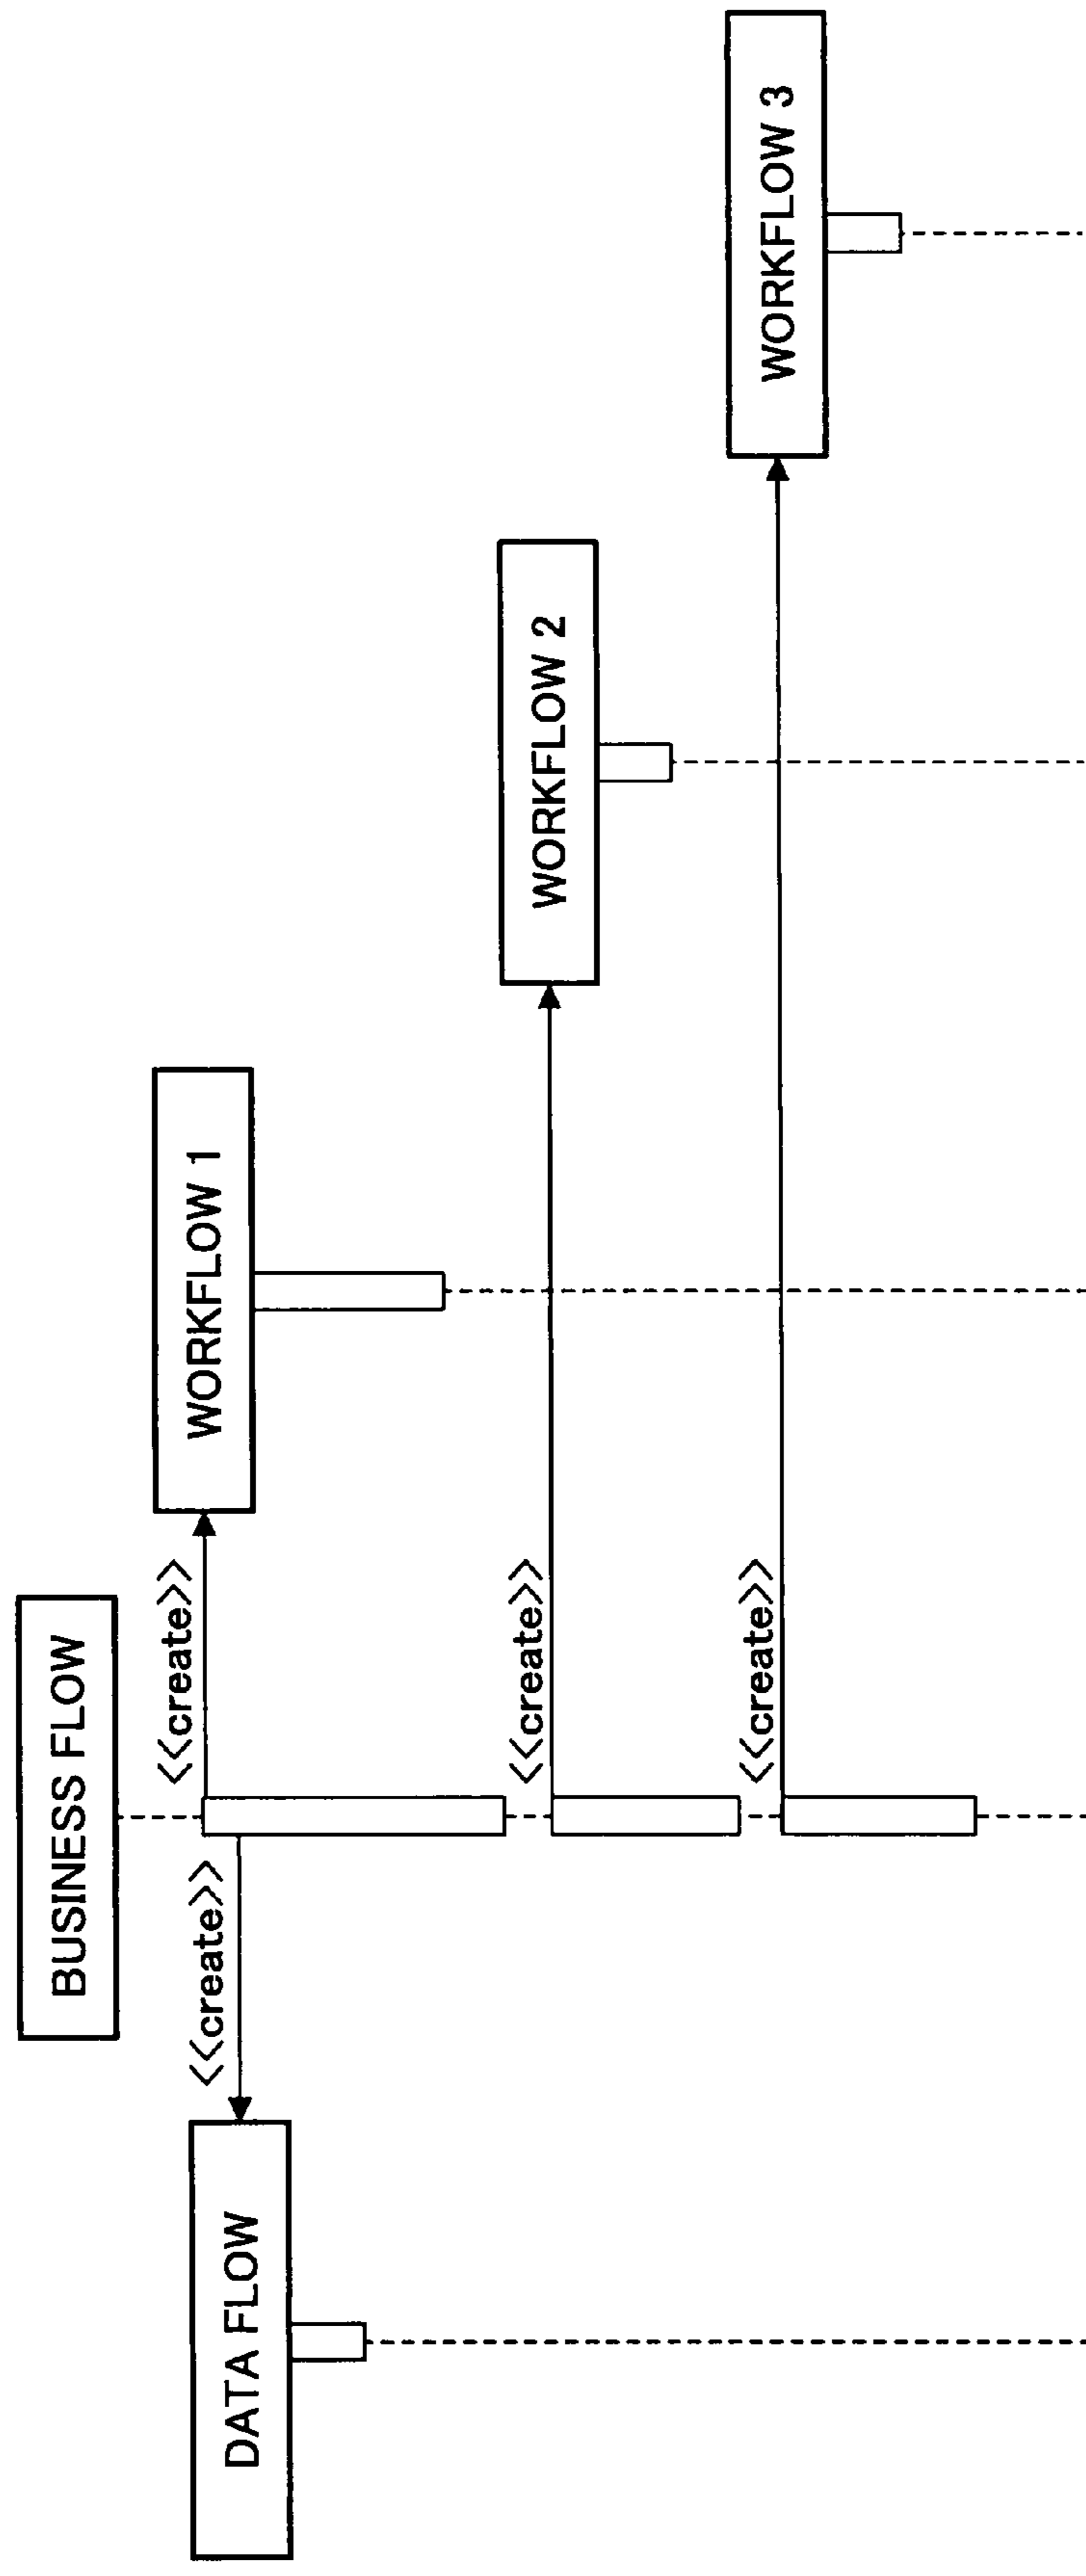 BUSINESS FLOW
<<create>>
WORKFLOW 1
<<create>>
DATA FLOW
<<create>>
WORKFLOW 2
<<create>>
WORKFLOW 3